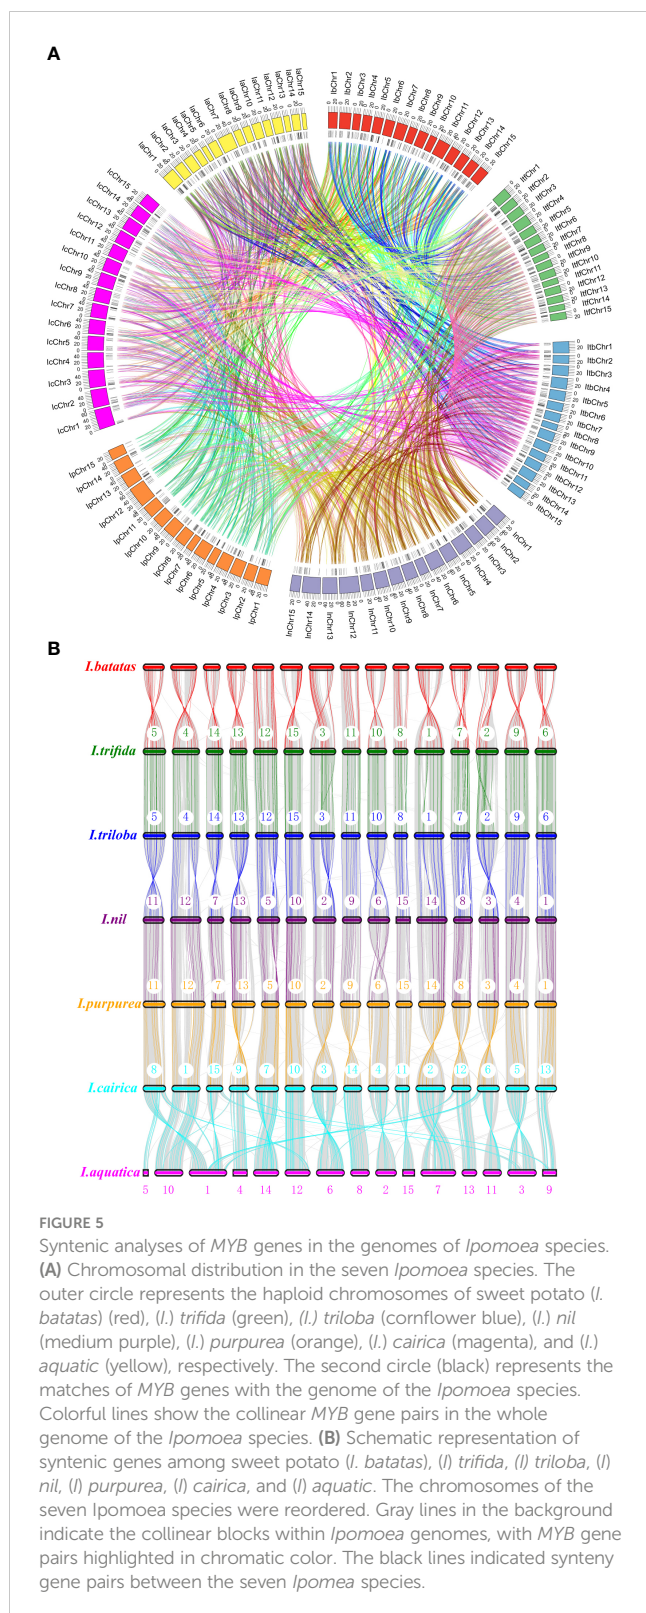 A
IaChr1
IaChr2
IaChr3
IaChr4
IaChr5
IaChr6
IaChr7
IaChr8
IaChr9
IaChr10
IaChr11
IaChr12
IaChr13
IaChr14
IaChr15
IbChr1
IbChr2
IbChr3
IbChr4
IbChr5
IbChr6
IbChr7
IbChr8
IbChr9
IbChr10
IbChr11
IbChr12
IbChr13
IbChr14
IbChr15
ItfChr1
ItfChr2
ItfChr3
ItfChr4
ItfChr5
ItfChr6
ItfChr7
ItfChr8
ItfChr9
ItfChr10
ItfChr11
ItfChr12
ItfChr13
ItfChr14
ItfChr15
ItbChr1
ItbChr2
ItbChr3
ItbChr4
ItbChr5
ItbChr6
ItbChr7
ItbChr8
ItbChr9
ItbChr10
ItbChr11
ItbChr12
ItbChr13
ItbChr14
ItbChr15
InChr1
InChr2
InChr3
InChr4
InChr5
InChr6
InChr7
InChr8
InChr9
InChr10
InChr11
InChr12
InChr13
InChr14
InChr15
IpChr1
IpChr2
IpChr3
IpChr4
IpChr5
IpChr6
IpChr7
IpChr8
IpChr9
IpChr10
IpChr11
IpChr12
IpChr13
IpChr14
IpChr15
IcChr1
IcChr2
IcChr3
IcChr4
IcChr5
IcChr6
IcChr7
IcChr8
IcChr9
IcChr10
IcChr11
IcChr12
IcChr13
IcChr14
IcChr15
B
I.batatas
5 4 14 13 12 15 3 11 10 8 1 7 2 9 6
I.trifida
5 4 14 13 12 15 3 11 10 8 1 7 2 9 6
I.triloba
11 12 7 13 5 10 2 9 6 15 14 8 3 4 1
I.nil
11 12 7 13 5 10 2 9 6 15 14 8 3 4 1
I.purpurea
8 1 15 9 7 10 3 14 4 11 2 12 6 5 13
I.cairica
I.aquatica
5 10 1 4 14 12 6 8 2 15 7 13 11 3 9
FIGURE 5
Syntenic analyses of MYB genes in the genomes of Ipomoea species.
(A) Chromosomal distribution in the seven Ipomoea species. The
outer circle represents the haploid chromosomes of sweet potato (I.
batatas) (red), (I.) trifida (green), (I.) triloba (cornflower blue), (I.) nil
(medium purple), (I.) purpurea (orange), (I.) cairica (magenta), and (I.)
aquatic (yellow), respectively. The second circle (black) represents the
matches of MYB genes with the genome of the Ipomoea species.
Colorful lines show the collinear MYB gene pairs in the whole
genome of the Ipomoea species. (B) Schematic representation of
syntenic genes among sweet potato (I. batatas), (I) trifida, (I) triloba, (I)
nil, (I) purpurea, (I) cairica, and (I) aquatic. The chromosomes of the
seven Ipomoea species were reordered. Gray lines in the background
indicate the collinear blocks within Ipomoea genomes, with MYB gene
pairs highlighted in chromatic color. The black lines indicated synteny
gene pairs between the seven Ipomea species.